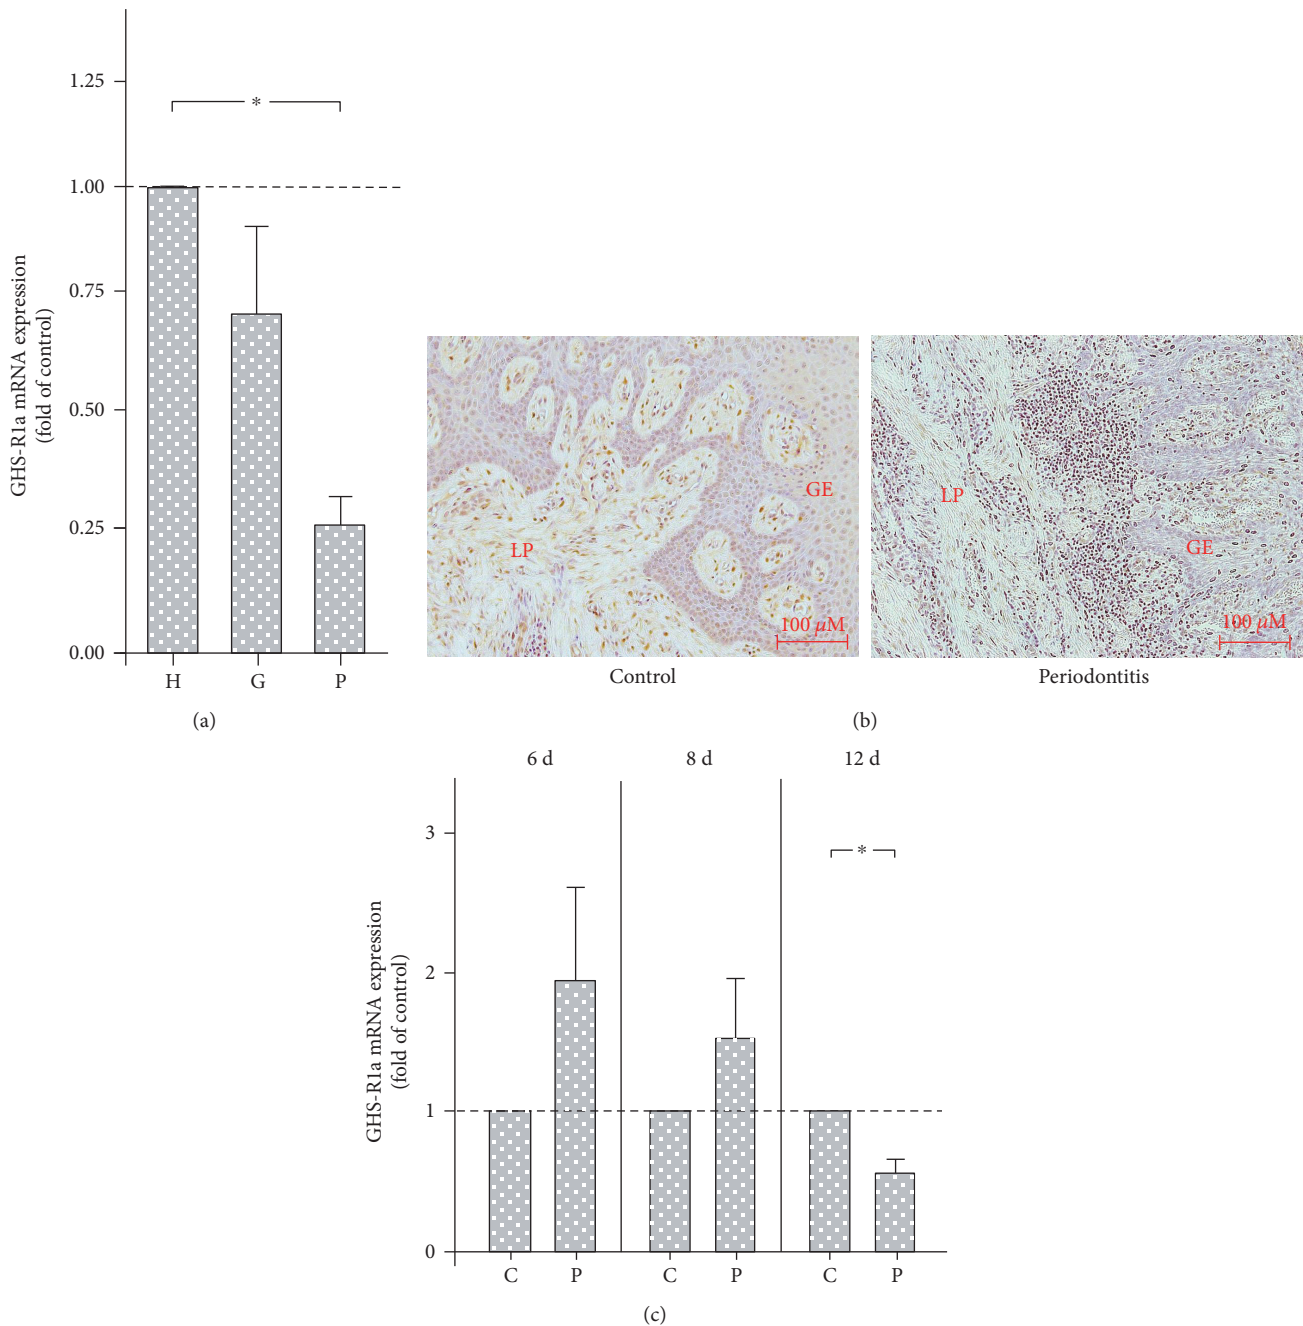 1.25
*
1.00
0.75
0.50
0.25
0.00
GHS-R1a mRNA expression
(fold of control)
H G P
(a)
LP
GE
100 µM
Control
LP
GE
100 µM
Periodontitis
(b)
6 d 8 d 12 d
3
*
2
1
0
GHS-R1a mRNA expression
(fold of control)
C P C P C P
(c)